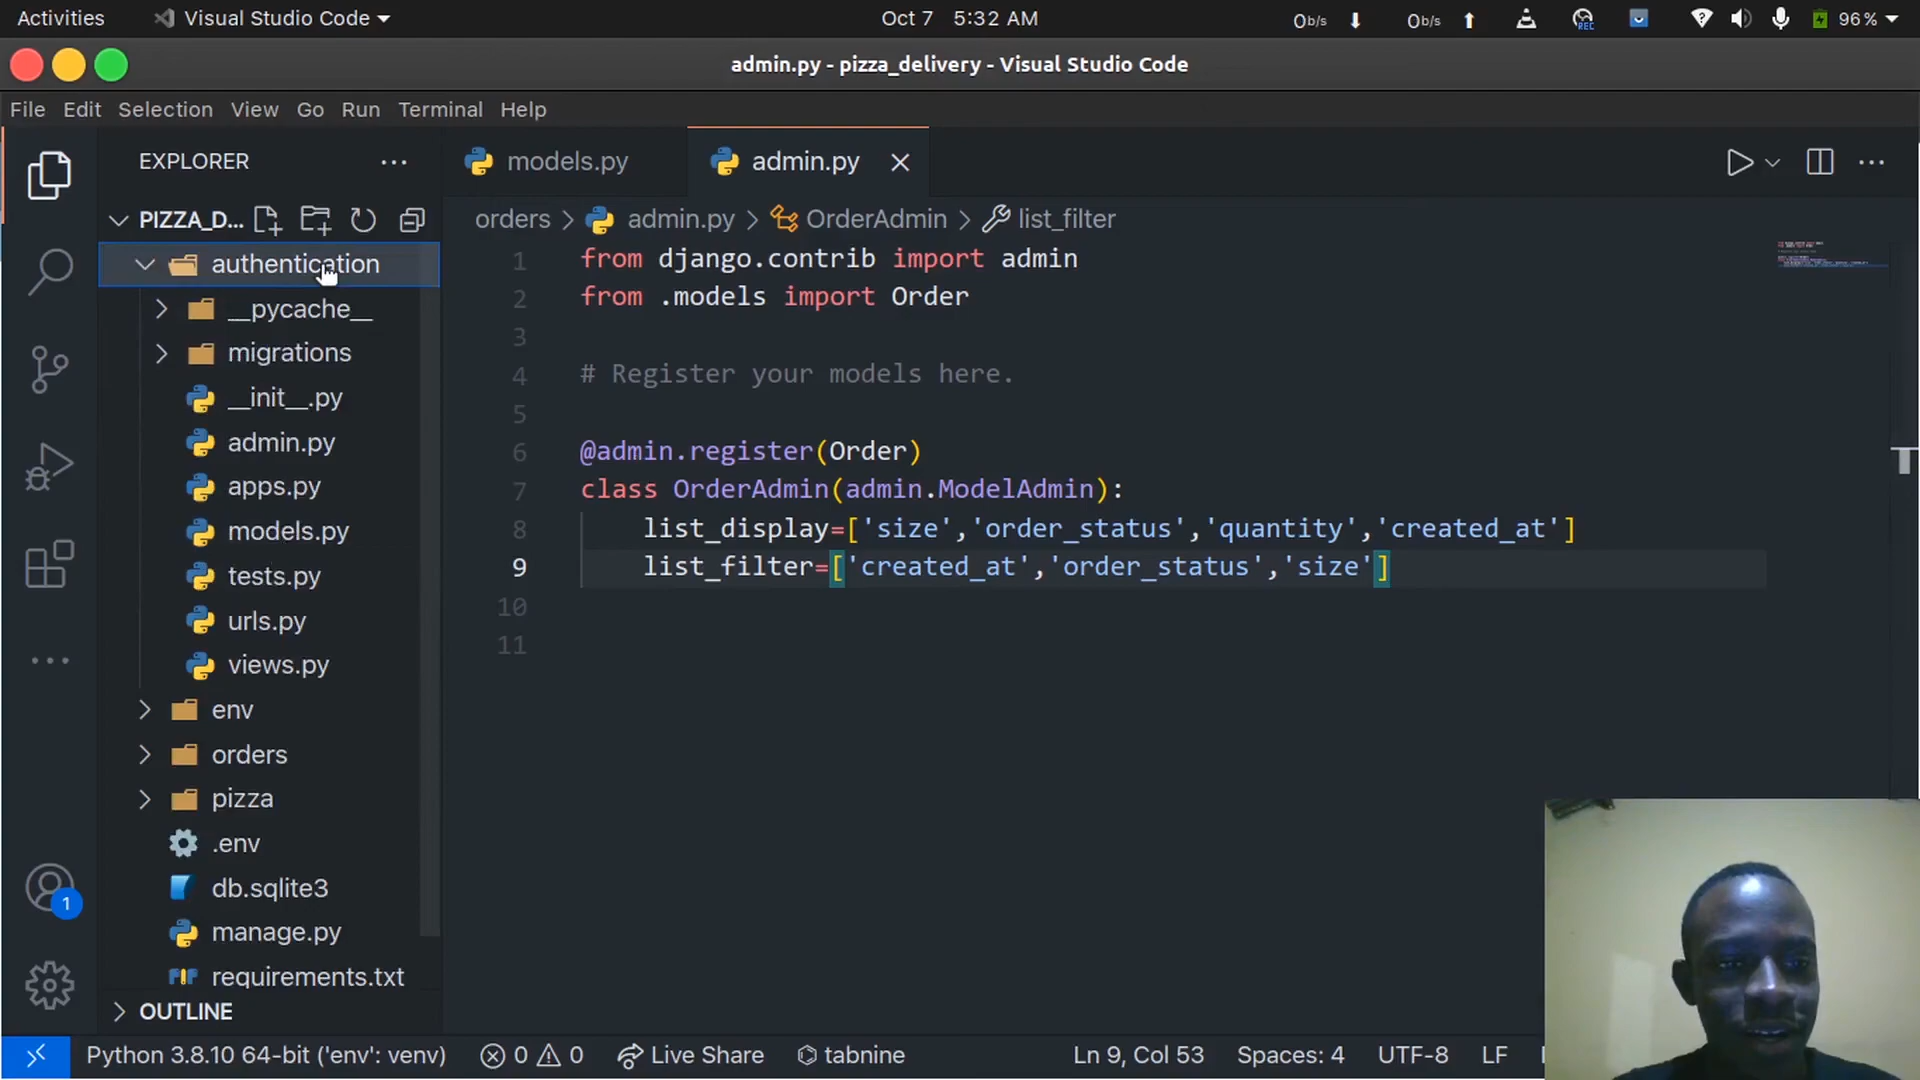 Activities
Visual Studio Code
Oct 7 5:32 AM
0b/s
0b/s
REC
96 %
admin.py - pizza_delivery - Visual Studio Code
File Edit Selection View Go Run Terminal Help
EXPLORER
PIZZA_D...
authentication
__pycache__
migrations
__init__.py
admin.py
apps.py
models.py
tests.py
urls.py
views.py
env
orders
pizza
.env
db.sqlite3
manage.py
requirements.txt
OUTLINE
1
models.py
admin.py
orders > admin.py > OrderAdmin > list_filter
1 from django.contrib import admin
2 from .models import Order
3
4 # Register your models here.
5
6 @admin.register(Order)
7 class OrderAdmin(admin.ModelAdmin):
8 list_display=['size','order_status','quantity','created_at']
9 list_filter=['created_at','order_status','size']
10
11
Python 3.8.10 64-bit ('env': venv)
0 0
Live Share
tabnine
Ln 9, Col 53
Spaces: 4
UTF-8
LF